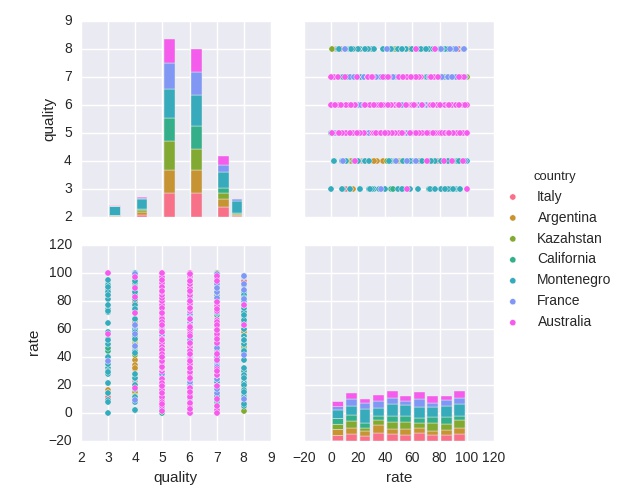 9
8
7
6
5
4
3
2
quality
country
Italy
Argentina
Kazahstan
California
Montenegro
France
Australia
120
100
80
60
40
20
0
−20
rate
2 3 4 5 6 7 8 9
quality
−20 0 20 40 60 80 100 120
rate